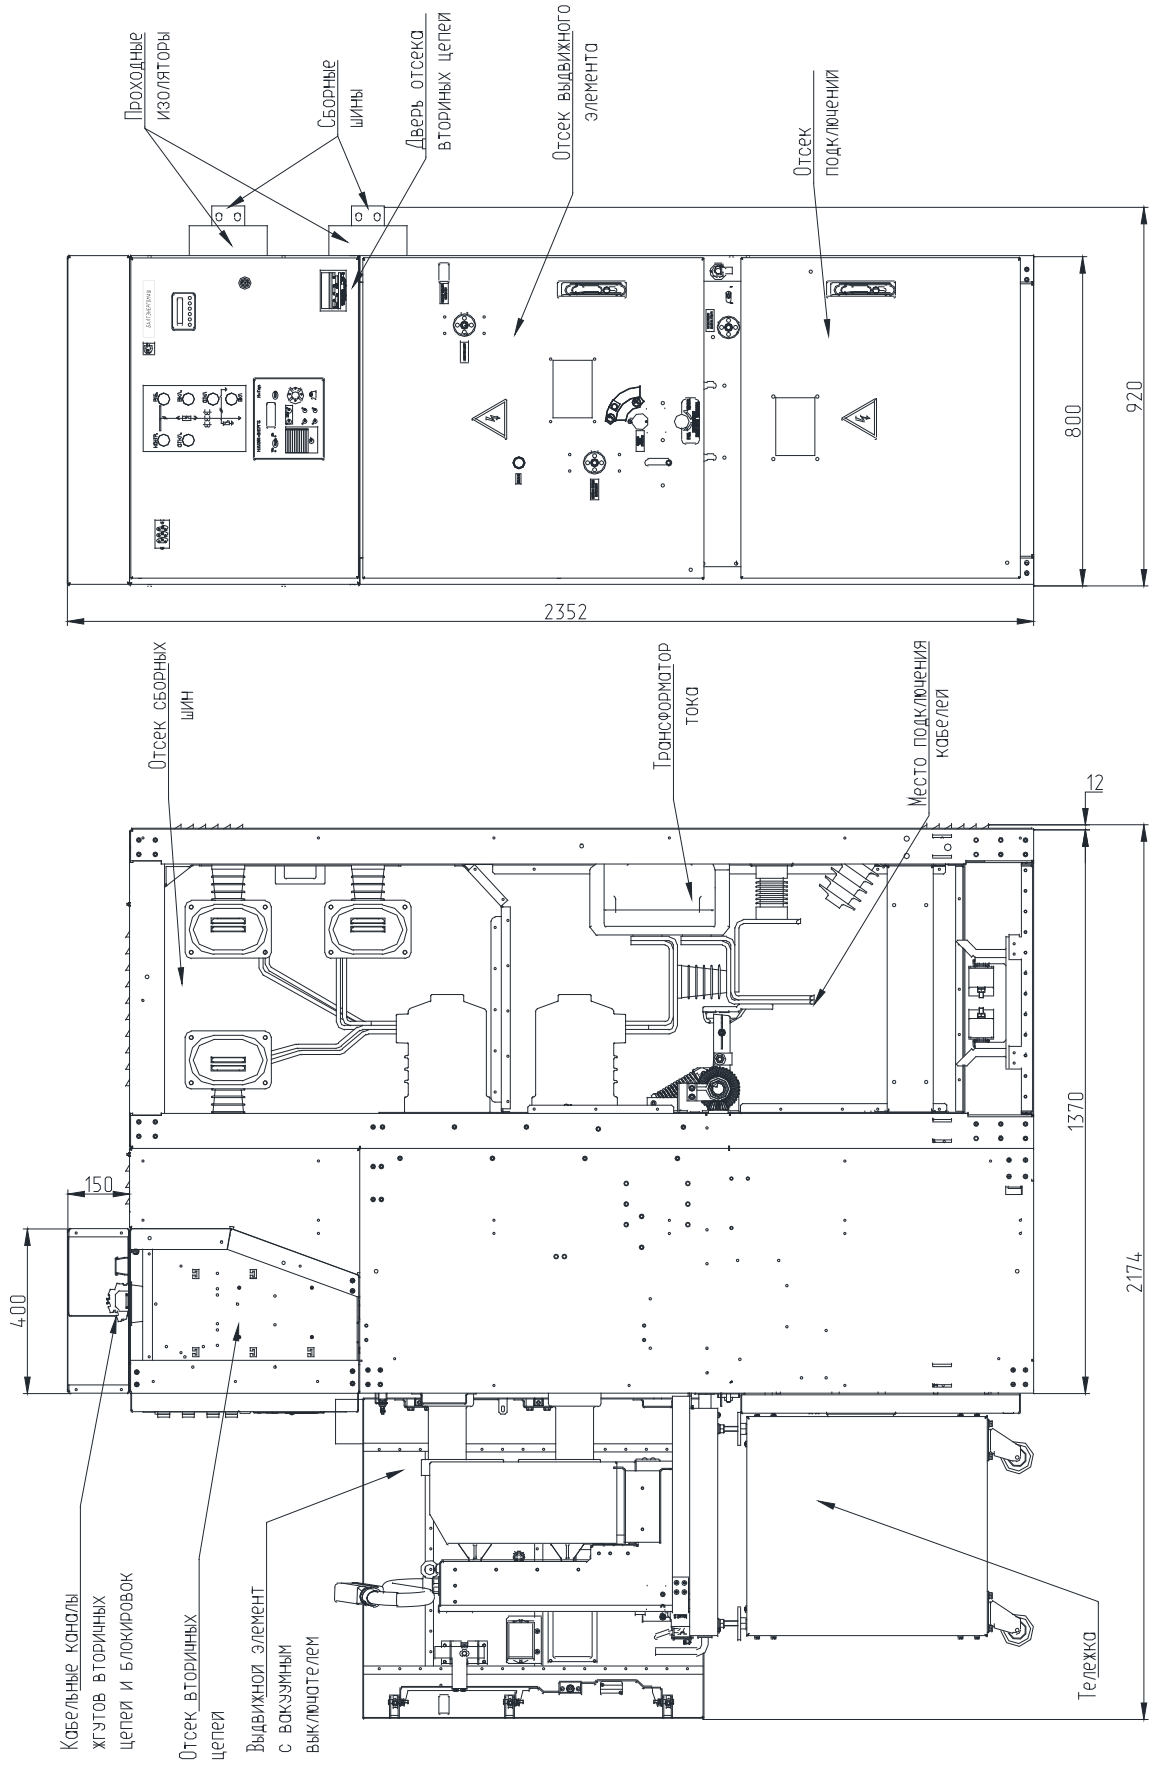 Кабельные каналы
жгутов вторичных
цепей и блокировок
Отсек вторичных
цепей
Выдвижной элемент
с вакуумным
выключателем
Тележка
400
150
2174
1370
12
Отсек сборных
шин
Трансформатор
тока
Место подключения
кабелей
2352
800
920
Проходные
изоляторы
Сборные
шины
Дверь отсека
вториных цепей
Отсек выдвижного
элемента
Отсек
подключений